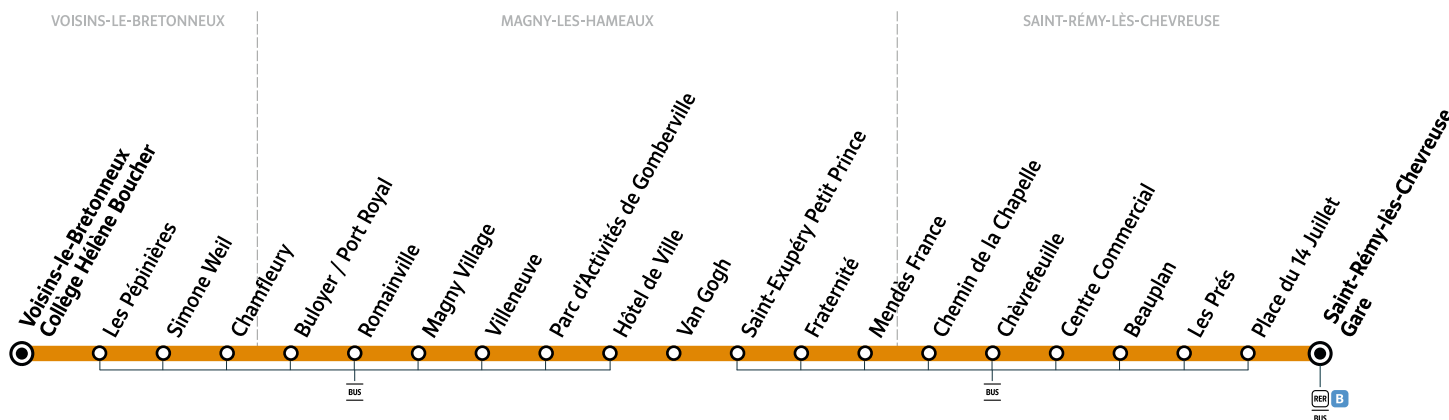 VOISINS-LE-BRETONNEUX
MAGNY-LES-HAMEAUX
SAINT-RÉMY-LÈS-CHEVREUSE
Voisins-le-Bretonneux
Collège Hélène Boucher
Les Pépinières
Simone Weil
Chamfleury
Buloyer / Port Royal
Romainville
Magny Village
Villeneuve
Parc d'Activités de Gomberville
Hôtel de Ville
Van Gogh
Saint-Exupéry Petit Prince
Fraternité
Mendès France
Chemin de la Chapelle
Chèvrefeuille
Centre Commercial
Beauplan
Les Prés
Place du 14 Juillet
Saint-Rémy-lès-Chevreuse
Gare
BUS
BUS
RER B
BUS